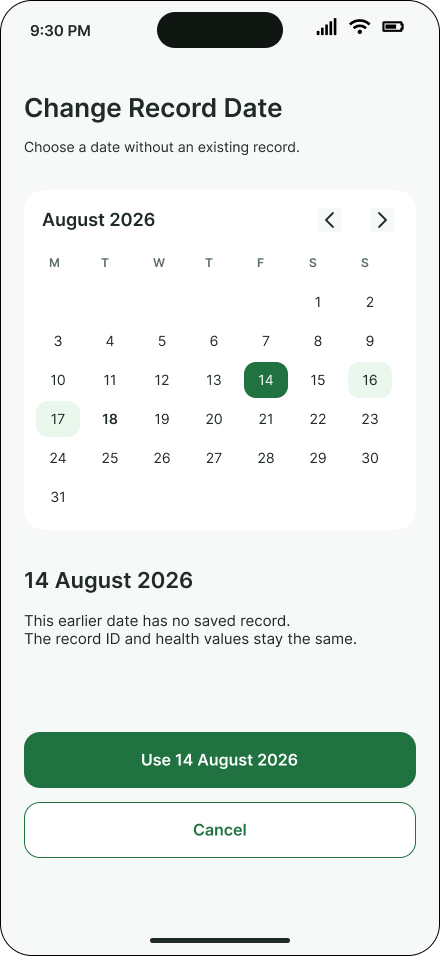 9:30 PM
Change Record Date
Choose a date without an existing record.
August 2026
M T W T F S S
1 2
3 4 5 6 7 8 9
10 11 12 13 14 15 16
17 18 19 20 21 22 23
24 25 26 27 28 29 30
31
14 August 2026
This earlier date has no saved record.
The record ID and health values stay the same.
Use 14 August 2026
Cancel